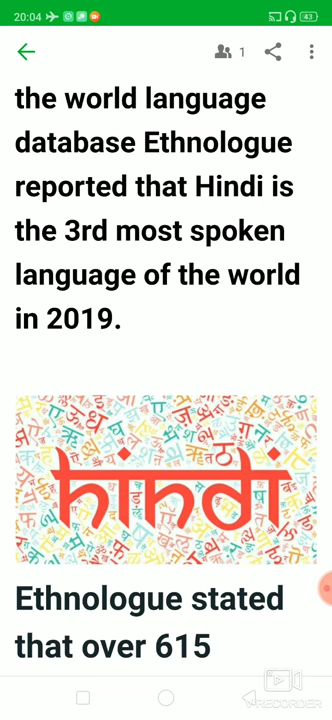 20:04
43
1
the world language
database Ethnologue
reported that Hindi is
the 3rd most spoken
language of the world
in 2019.
hindi
Ethnologue stated
that over 615
RECORDER